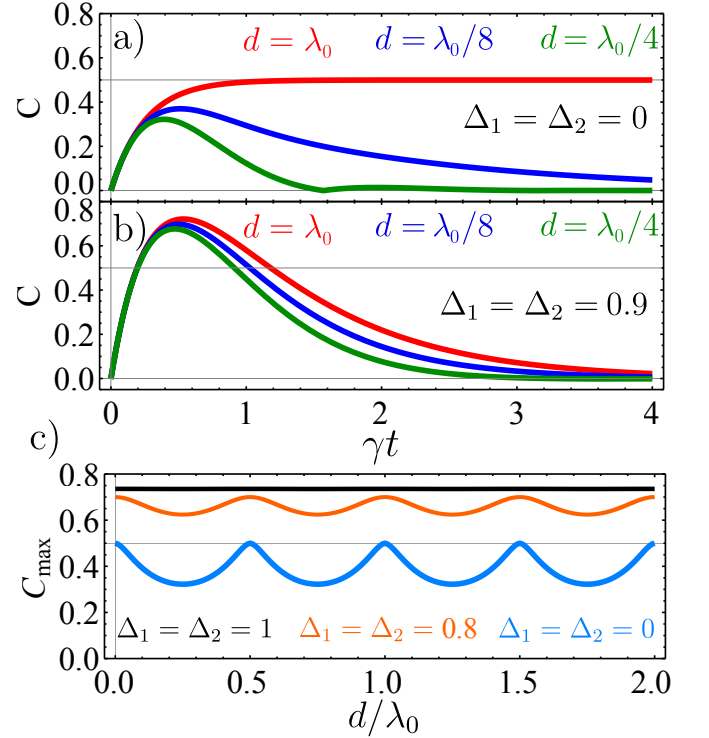 a)
d = λ₀ d = λ₀/8 d = λ₀/4
Δ₁ = Δ₂ = 0
C
0.8
0.6
0.4
0.2
0.0
b)
d = λ₀ d = λ₀/8 d = λ₀/4
Δ₁ = Δ₂ = 0.9
C
0.8
0.6
0.4
0.2
0.0
0 1 2 3 4
γt
c)
C_max
0.8
0.6
0.4
0.2
0.0
Δ₁ = Δ₂ = 1 Δ₁ = Δ₂ = 0.8 Δ₁ = Δ₂ = 0
0.0 0.5 1.0 1.5 2.0
d/λ₀